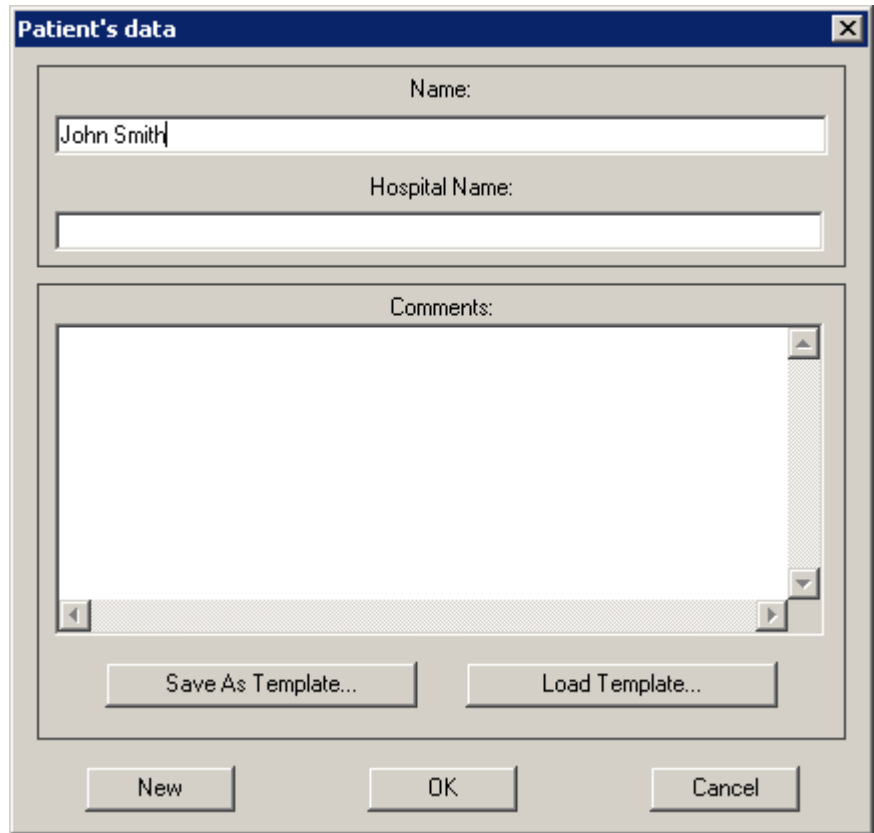 Patient's data
Name:
John Smith
Hospital Name:
Comments:
Save As Template... Load Template...
New OK Cancel